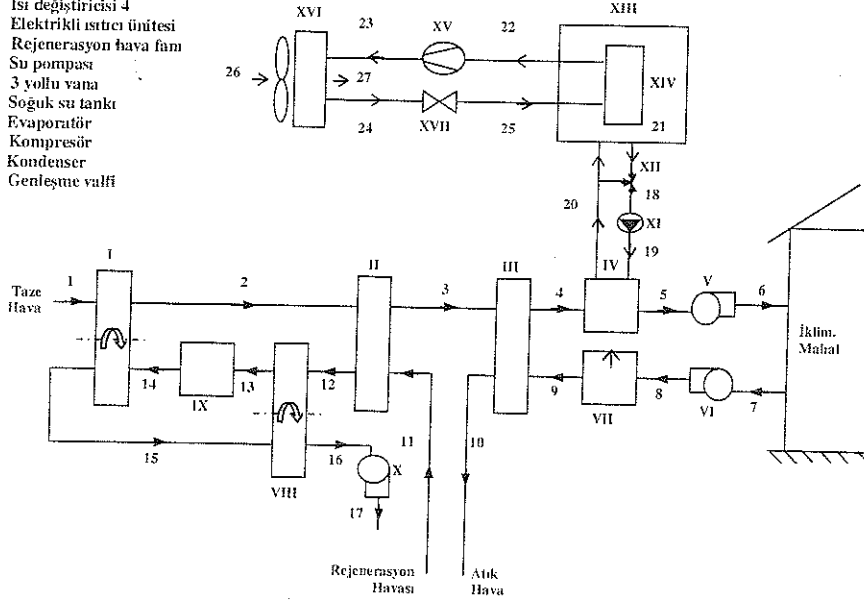 Isı değiştiricisi 4
Elektrikli ısıtıcı ünitesi
Rejenerasyon hava fanı
Su pompası
3 yollu vana
Soğuk su tankı
Evaporatör
Kompresör
Kondenser
Genleşme valfi
XVI
23
XV
22
XIII
26
27
XIV
24
XVII
25
21
XII
20
18
XI
19
I
II
III
IV
V
1
2
3
4
5
6
Taze
Hava
İklim.
Mahal
14
13
12
9
8
7
IX
VII
VI
15
16
X
11
10
VIII
17
Rejenerasyon
Havası
Atık
Hava